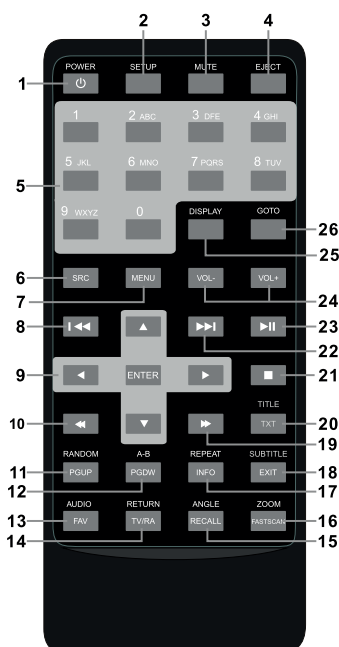 2 3 4
POWER SETUP MUTE EJECT
1
1 2 ABC 3 DFE 4 GHI
5 JKL 6 MNO 7 PQRS 8 TUV
5
9 WXYZ 0 DISPLAY GOTO
26
25
6 SRC MENU VOL- VOL+
7 24
8 23
22
9 ENTER 21
TITLE
10 TXT 20
19
RANDOM A-B REPEAT SUBTITLE
11 PGUP PGDW INFO EXIT 18
12 17
AUDIO RETURN ANGLE ZOOM
13 FAV TV/RA RECALL FASTSCAN 16
14 15